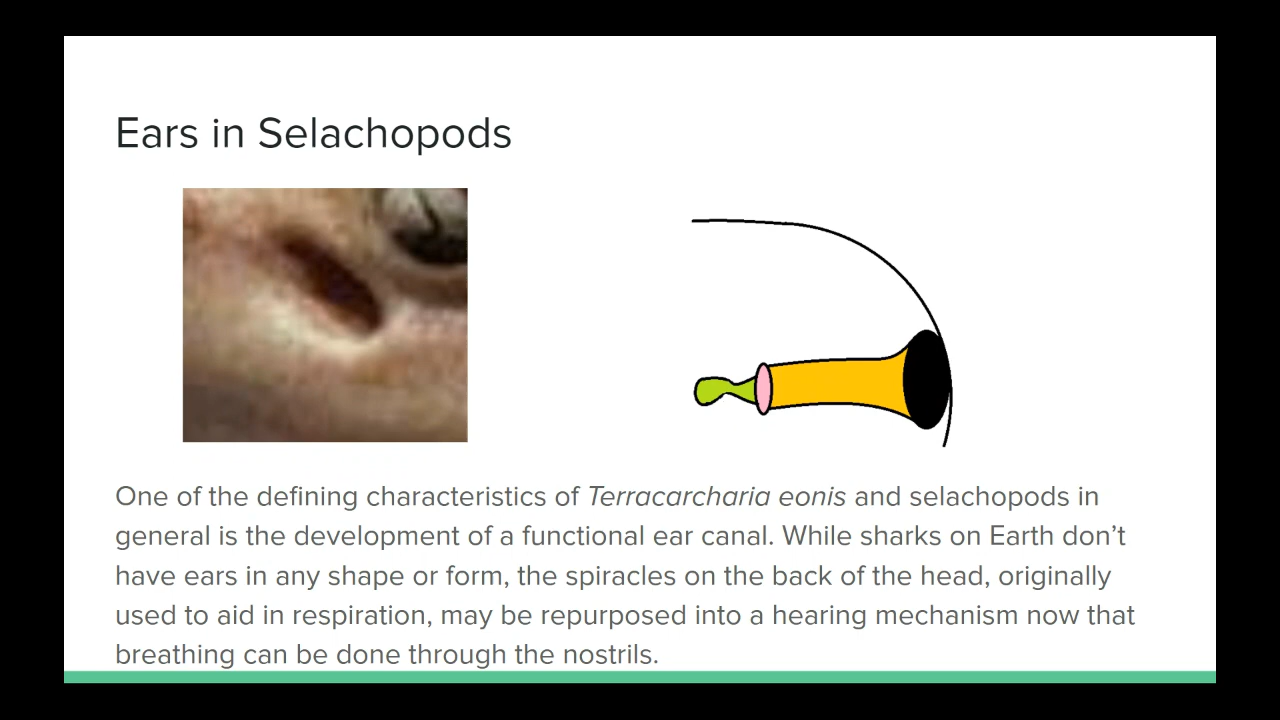 Ears in Selachopods
One of the defining characteristics of Terracarcharia eonis and selachopods in
general is the development of a functional ear canal. While sharks on Earth don’t
have ears in any shape or form, the spiracles on the back of the head, originally
used to aid in respiration, may be repurposed into a hearing mechanism now that
breathing can be done through the nostrils.